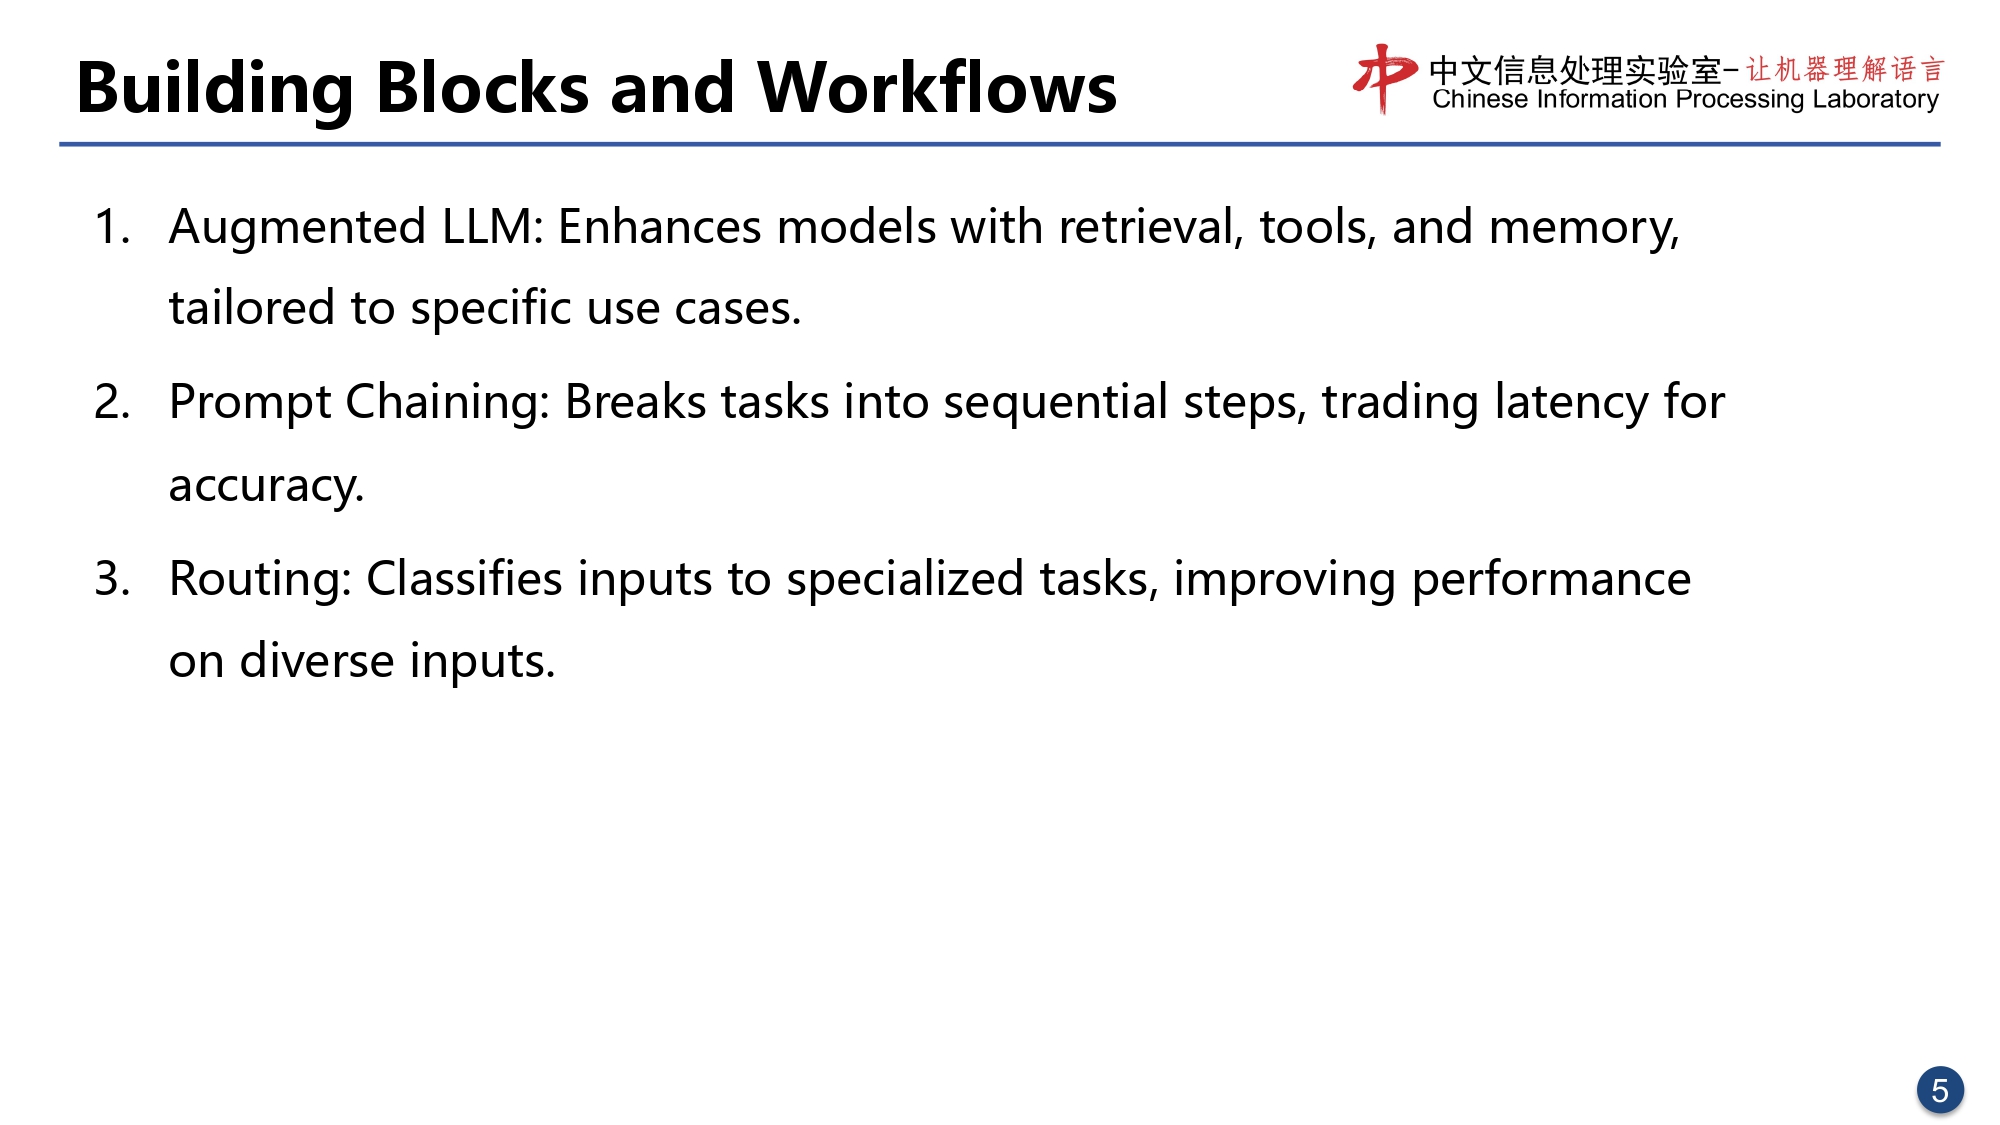 Building Blocks and Workflows
中文信息处理实验室-让机器理解语言
Chinese Information Processing Laboratory
1. Augmented LLM: Enhances models with retrieval, tools, and memory,
tailored to specific use cases.
2. Prompt Chaining: Breaks tasks into sequential steps, trading latency for
accuracy.
3. Routing: Classifies inputs to specialized tasks, improving performance
on diverse inputs.
5